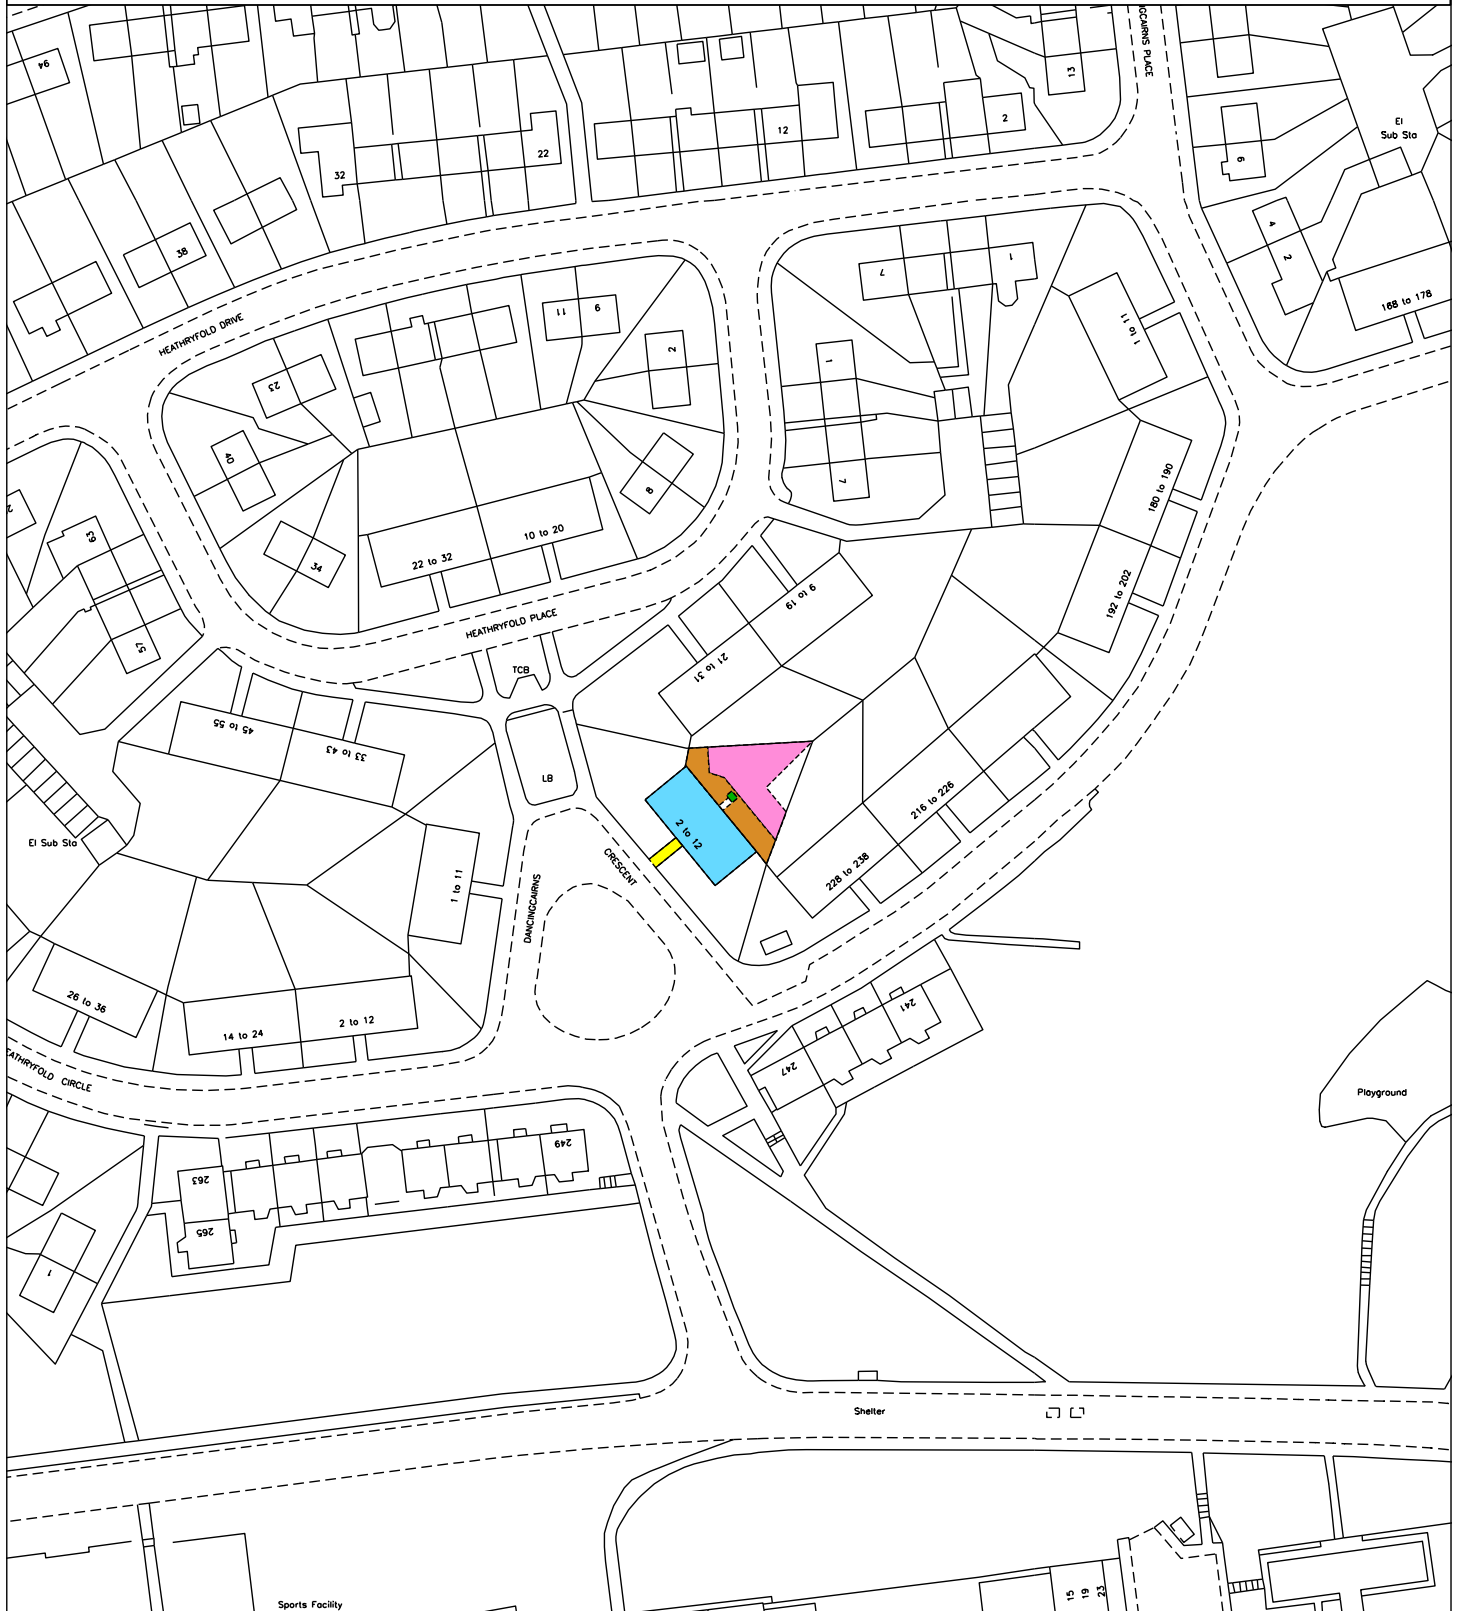 94
13
NGCAIRNS PLACE
El
Sub Sta
2
12
22
32
6
38
4
2
168 to 178
HEATHRYFOLD DRIVE
7
1
1 to 11
11
9
2
1
23
40
7
8
180 to 190
63
34
22 to 32
10 to 20
192 to 202
57
HEATHRYFOLD PLACE
9 to 19
21 to 31
TCB
45 to 55
33 to 43
LB
216 to 226
2 to 12
El Sub Sta
CRESCENT
228 to 238
1 to 11
DANCINGCAIRNS
26 to 36
14 to 24
2 to 12
241
247
EATHRYFOLD CIRCLE
Playground
249
263
265
1
Shelter
15
19
23
Sports Facility